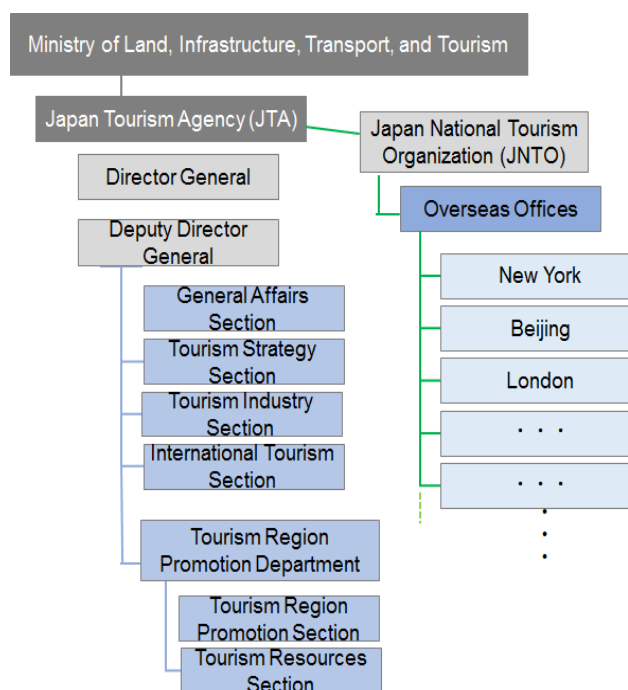 Ministry of Land, Infrastructure, Transport, and Tourism
Japan Tourism Agency (JTA)
Japan National Tourism
Organization (JNTO)
Director General
Deputy Director
General
General Affairs
Section
Tourism Strategy
Section
Tourism Industry
Section
International Tourism
Section
Tourism Region
Promotion Department
Tourism Region
Promotion Section
Tourism Resources
Section
Overseas Offices
New York
Beijing
London
・・・
・・・